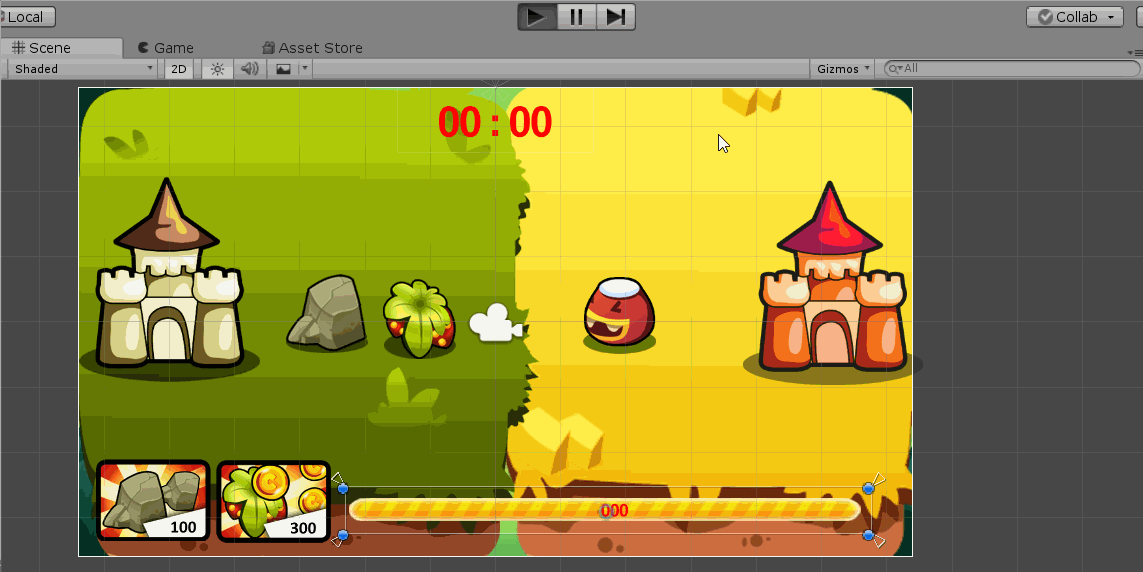 Local
Collab
Scene
Game
Asset Store
Shaded
2D
Gizmos
All
00 : 00
100
300
000